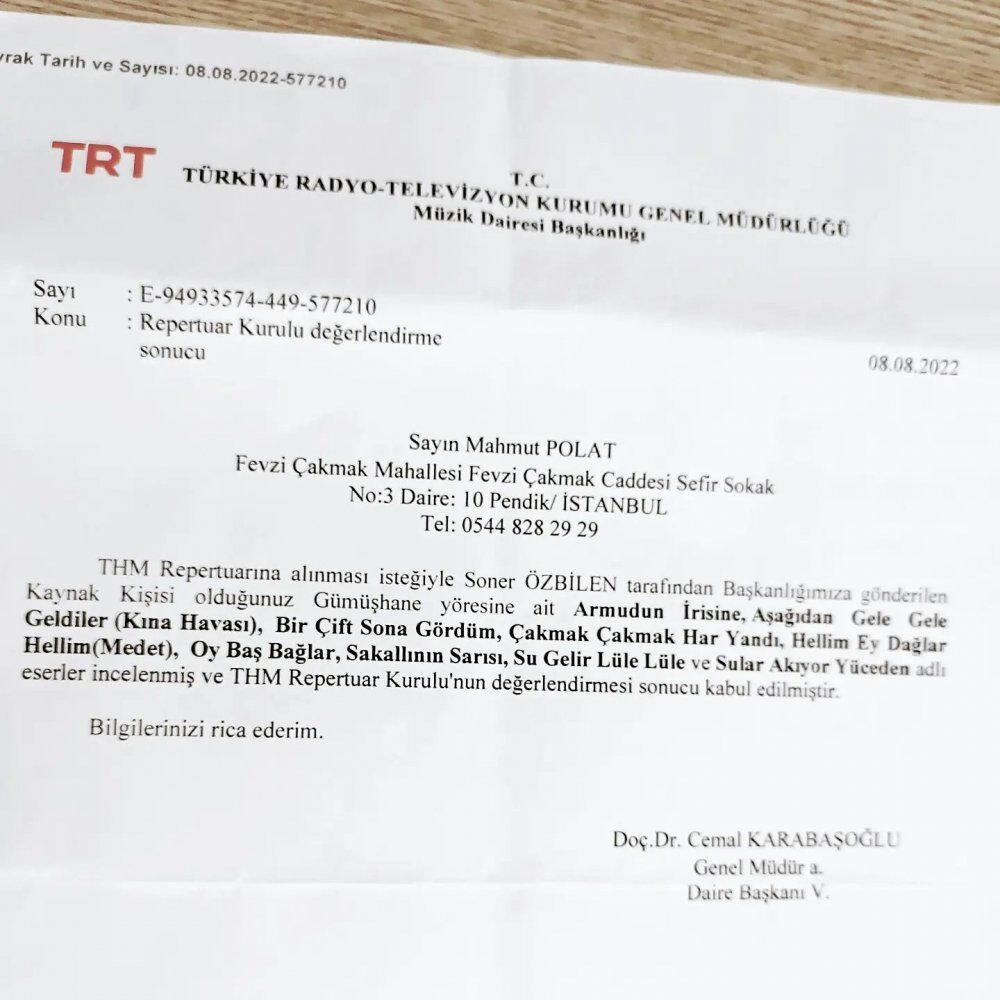 vrak Tarih ve Sayısı: 08.08.2022-577210
TRT
T.C.
TÜRKİYE RADYO-TELEVİZYON KURUMU GENEL MÜDÜRLÜĞÜ
Müzik Dairesi Başkanlığı
Sayı : E-94933574-449-577210
Konu : Repertuar Kurulu değerlendirme
sonucu
08.08.2022
Sayın Mahmut POLAT
Fevzi Çakmak Mahallesi Fevzi Çakmak Caddesi Sefir Sokak
No:3 Daire: 10 Pendik/ İSTANBUL
Tel: 0544 828 29 29
THM Repertuarına alınması isteğiyle Soner ÖZBİLEN tarafından Başkanlığımıza gönderilen
Kaynak Kişisi olduğunuz Gümüşhane yöresine ait Armudun İrisine, Aşağıdan Gele Gele
Geldiler (Kına Havası), Bir Çift Sona Gördüm, Çakmak Çakmak Har Yandı, Hellim Ey Dağlar
Hellim(Medet), Oy Baş Bağlar, Sakallının Sarısı, Su Gelir Lüle Lüle ve Sular Akıyor Yüceden adlı
eserler incelenmiş ve THM Repertuar Kurulu'nun değerlendirmesi sonucu kabul edilmiştir.
Bilgilerinizi rica ederim.
Doç.Dr. Cemal KARABAŞOĞLU
Genel Müdür a.
Daire Başkanı V.